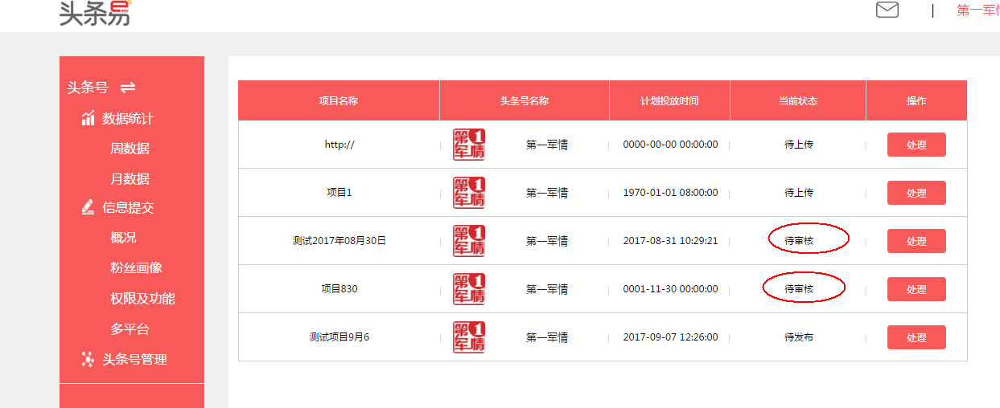 头条易
第一军情
头条号
数据统计
周数据
月数据
信息提交
概况
粉丝画像
权限及功能
多平台
头条号管理
项目名称 头条号名称 计划投放时间 当前状态 操作
http:// 第1军情 第一军情 0000-00-00 00:00:00 待上传 处理
项目1 第1军情 第一军情 1970-01-01 08:00:00 待上传 处理
测试2017年08月30日 第1军情 第一军情 2017-08-31 10:29:21 待审核 处理
项目830 第1军情 第一军情 0001-11-30 00:00:00 待审核 处理
测试项目9月6 第1军情 第一军情 2017-09-07 12:26:00 待发布 处理